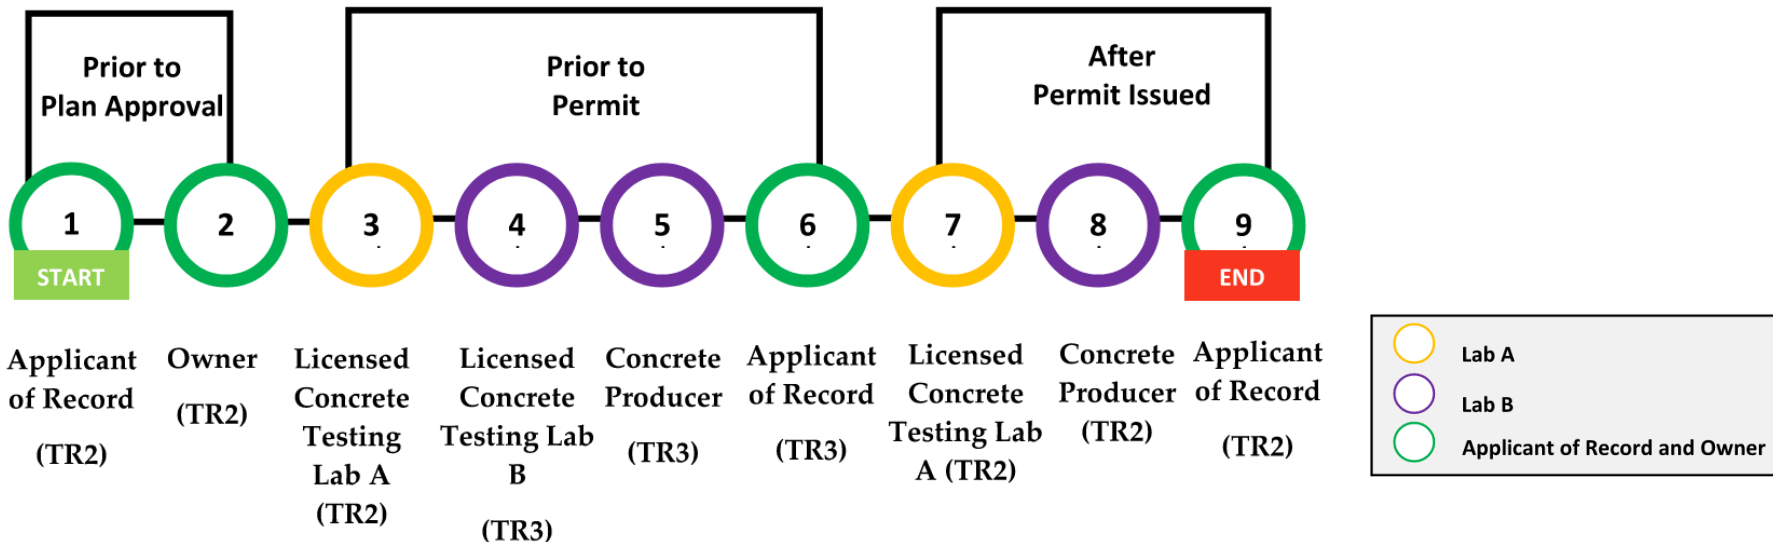 Prior to
Plan Approval
Prior to
Permit
After
Permit Issued
1
2
3
4
5
6
7
8
9
START
END
Applicant
of Record
(TR2)
Owner
(TR2)
Licensed
Concrete
Testing
Lab A
(TR2)
Licensed
Concrete
Testing Lab
B
(TR3)
Concrete
Producer
(TR3)
Applicant
of Record
(TR3)
Licensed
Concrete
Testing Lab
A (TR2)
Concrete
Producer
(TR2)
Applicant
of Record
(TR2)
Lab A
Lab B
Applicant of Record and Owner